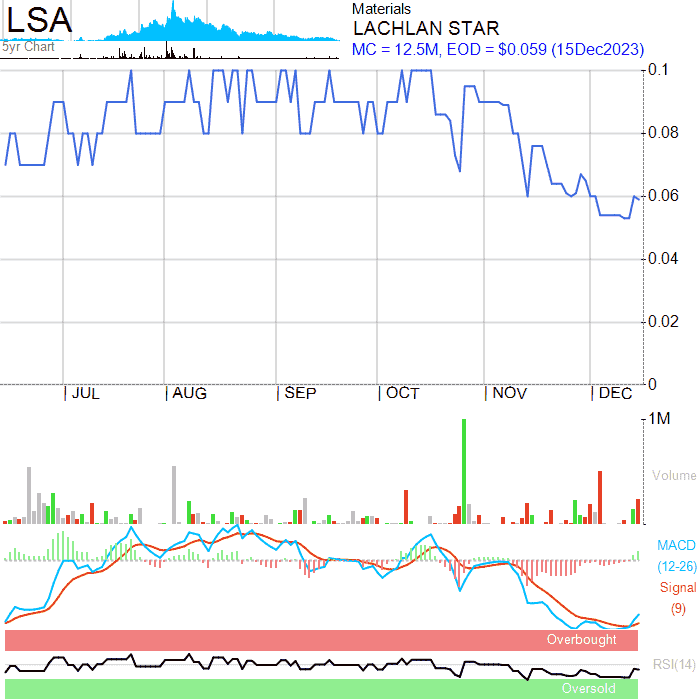 LSA
5yr Chart
Materials
LACHLAN STAR
MC = 12.5M, EOD = $0.059 (15Dec2023)
0.1
0.08
0.06
0.04
0.02
0
JUL AUG SEP OCT NOV DEC
1M
Volume
MACD
(12-26)
Signal
(9)
Overbought
RSI(14)
Oversold